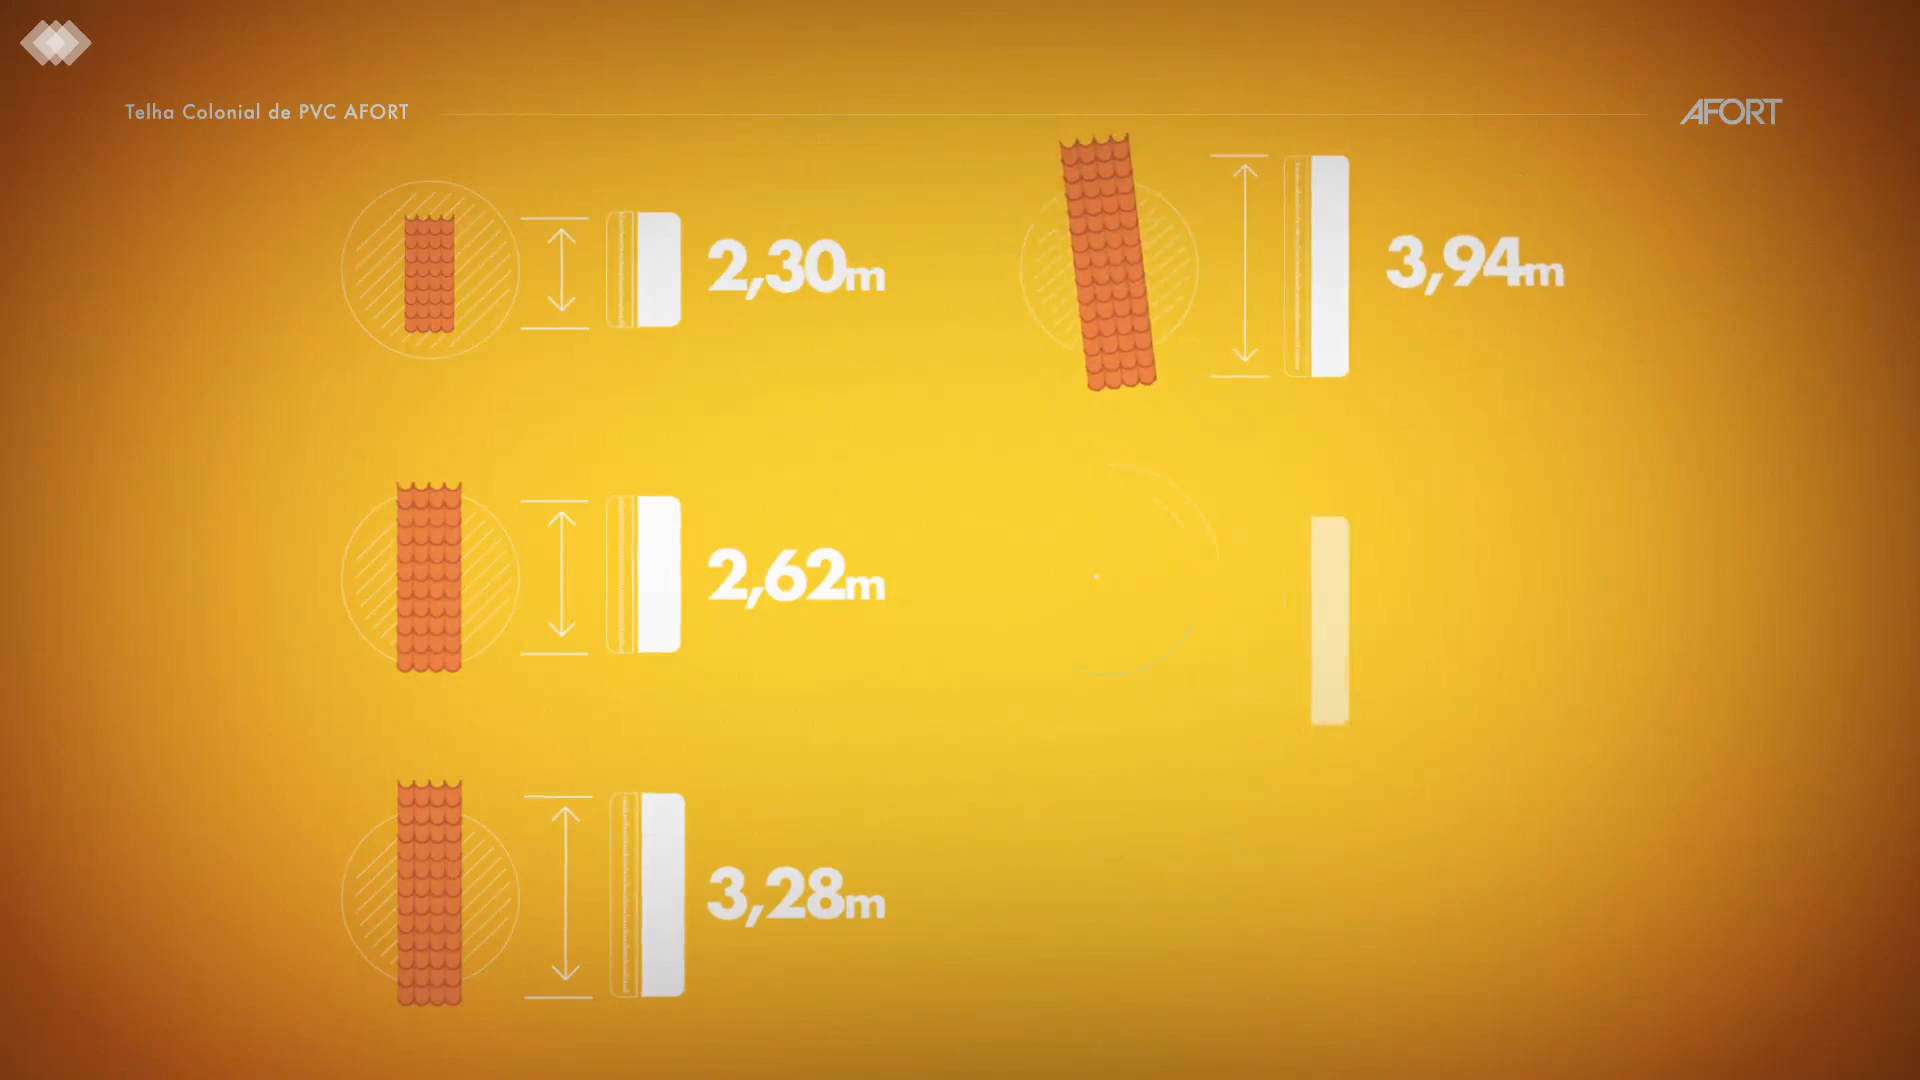 Telha Colonial de PVC AFORT
AFORT
2,30m
3,94m
2,62m
3,28m